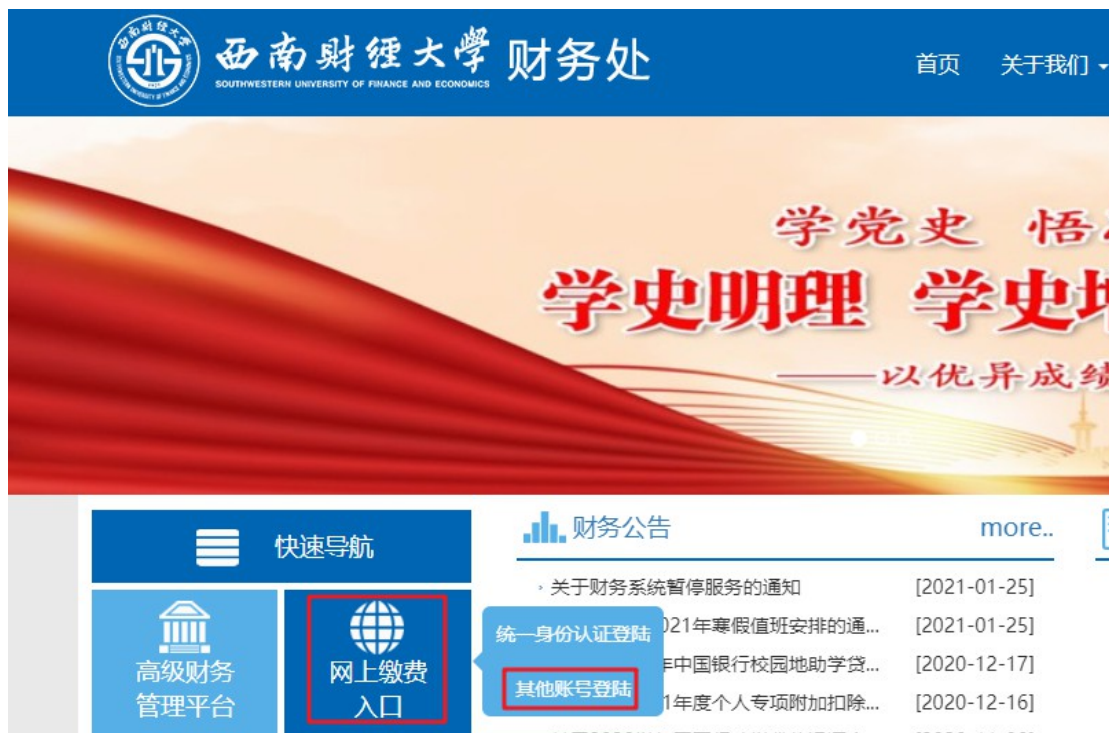 西南财经大学 财务处
SOUTHWESTERN UNIVERSITY OF FINANCE AND ECONOMICS
首页 关于我们
学党史 悟
学史明理 学史
——以优异成绩
快速导航
财务公告 more..
关于财务系统暂停服务的通知 [2021-01-25]
021年寒假值班安排的通... [2021-01-25]
中国银行校园地助学贷... [2020-12-17]
1年度个人专项附加扣除... [2020-12-16]
高级财务
管理平台
网上缴费
入口
统一身份认证登陆
其他账号登陆